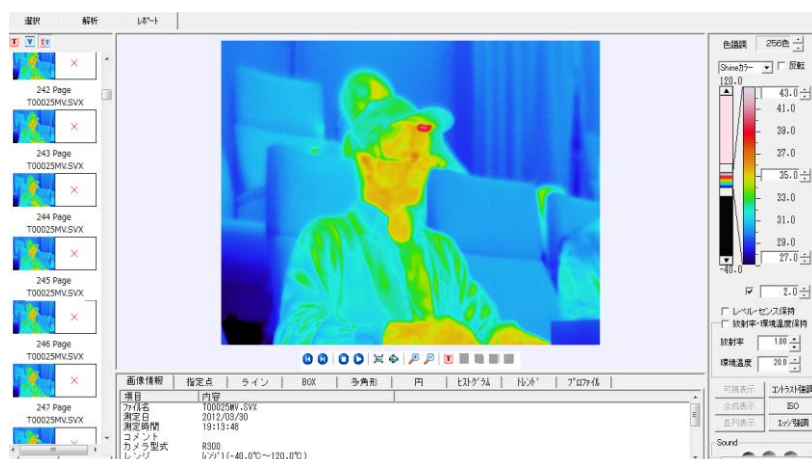 選択 解析 レポート
T V
242 Page
T00025MV.SVX
243 Page
T00025MV.SVX
244 Page
T00025MV.SVX
245 Page
T00025MV.SVX
246 Page
T00025MV.SVX
247 Page
T00025MV.SVX
色階調 256色
Shineカラー 反転
120.0
43.0
41.0
39.0
37.0
35.0
33.0
31.0
29.0
27.0
-40.0
2.0
レベル・センス保持
放射率・環境温度保持
放射率 1.00
環境温度 20.0
可視表示 コントラスト強調
合成表示 ISO
並列表示 エッジ強調
Sound
画像情報 指定点 ライン BOX 多角形 円 ヒストグラム トレンド プロファイル
項目 内容
ファイル名 T00025MV.SVX
測定日 2012/03/30
測定時間 19:13:48
コメント
カメラ型式 R300
レンジ レンジ1(-40.0℃～120.0℃)